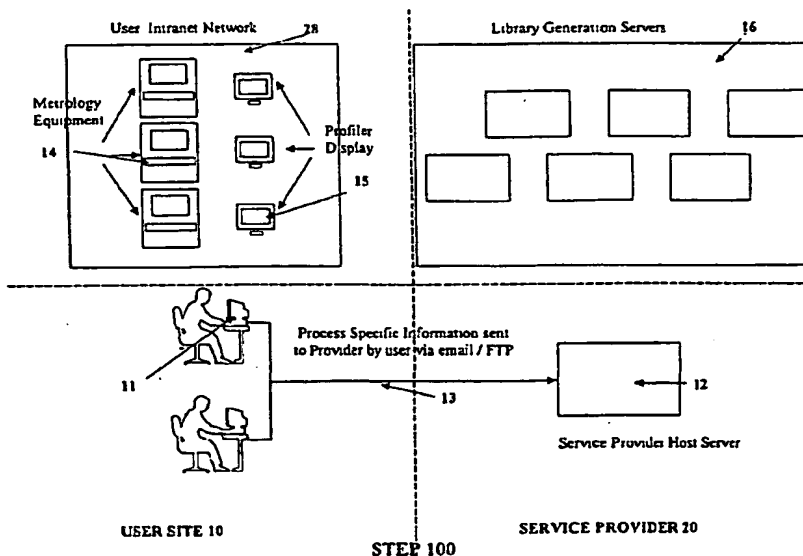 User Intranet Network
28
Library Generation Servers
16
Metrology
Equipment
14
Profiler
Display
15
Process Specific Information sent
to Provider by user via email / FTP
11
13
12
Service Provider Host Server
USER SITE 10
SERVICE PROVIDER 20
STEP 100